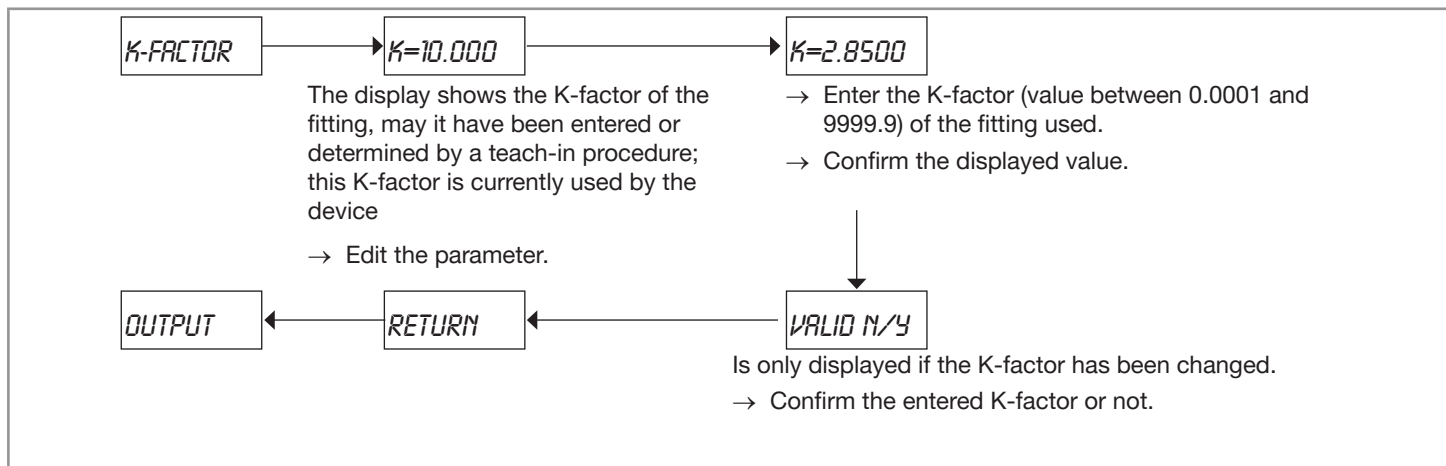 K-FACTOR
K=10.000
K=2.8500
The display shows the K-factor of the
fitting, may it have been entered or
determined by a teach-in procedure;
this K-factor is currently used by the
device
→ Edit the parameter.
→ Enter the K-factor (value between 0.0001 and
9999.9) of the fitting used.
→ Confirm the displayed value.
OUTPUT
RETURN
VALID N/Y
Is only displayed if the K-factor has been changed.
→ Confirm the entered K-factor or not.